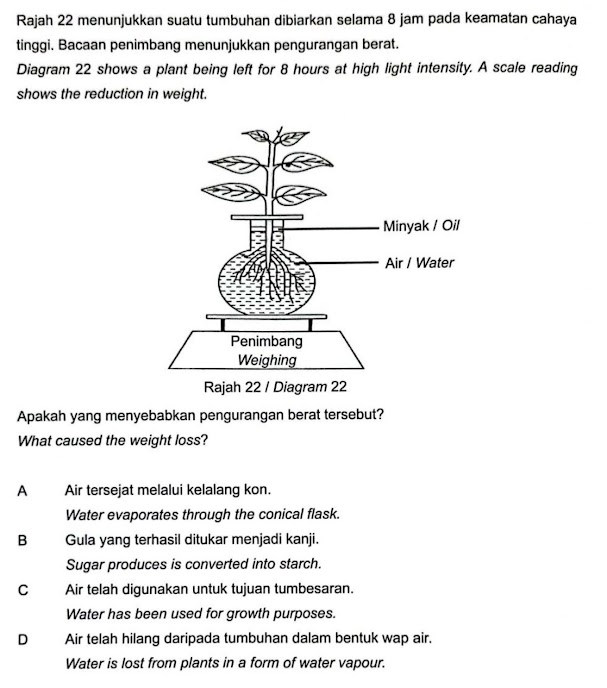 Rajah 22 menunjukkan suatu tumbuhan dibiarkan selama 8 jam pada keamatan cahaya
tinggi. Bacaan penimbang menunjukkan pengurangan berat.
Diagram 22 shows a plant being left for 8 hours at high light intensity. A scale reading
shows the reduction in weight.
Minyak / Oil
Air / Water
Penimbang
Weighing
Rajah 22 / Diagram 22
Apakah yang menyebabkan pengurangan berat tersebut?
What caused the weight loss?
A Air tersejat melalui kelalang kon.
Water evaporates through the conical flask.
B Gula yang terhasil ditukar menjadi kanji.
Sugar produces is converted into starch.
C Air telah digunakan untuk tujuan tumbesaran.
Water has been used for growth purposes.
D Air telah hilang daripada tumbuhan dalam bentuk wap air.
Water is lost from plants in a form of water vapour.